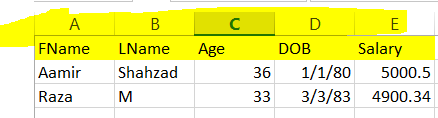 A B C D E
FName LName Age DOB Salary
Aamir Shahzad 36 1/1/80 5000.5
Raza M 33 3/3/83 4900.34